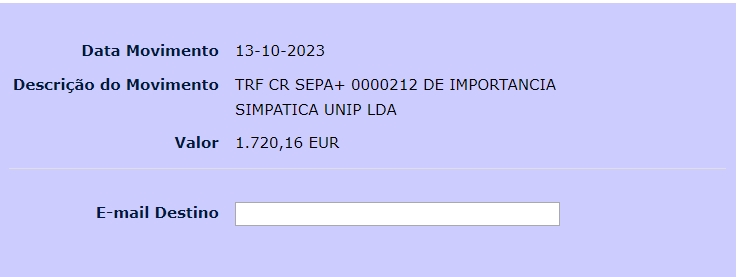 Data Movimento 13-10-2023
Descrição do Movimento TRF CR SEPA+ 0000212 DE IMPORTANCIA
SIMPATICA UNIP LDA
Valor 1.720,16 EUR
E-mail Destino